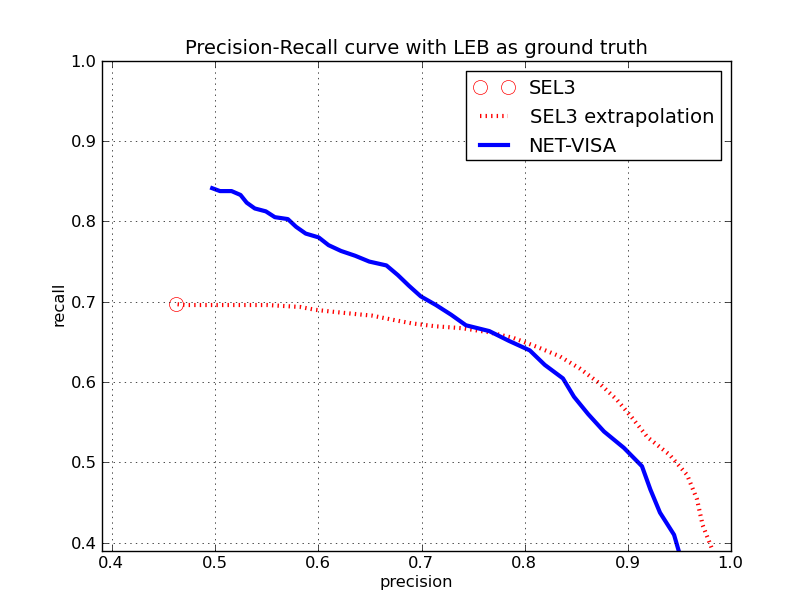 Precision-Recall curve with LEB as ground truth
1.0
0.9
0.8
0.7
0.6
0.5
0.4
recall
SEL3
SEL3 extrapolation
NET-VISA
0.4 0.5 0.6 0.7 0.8 0.9 1.0
precision